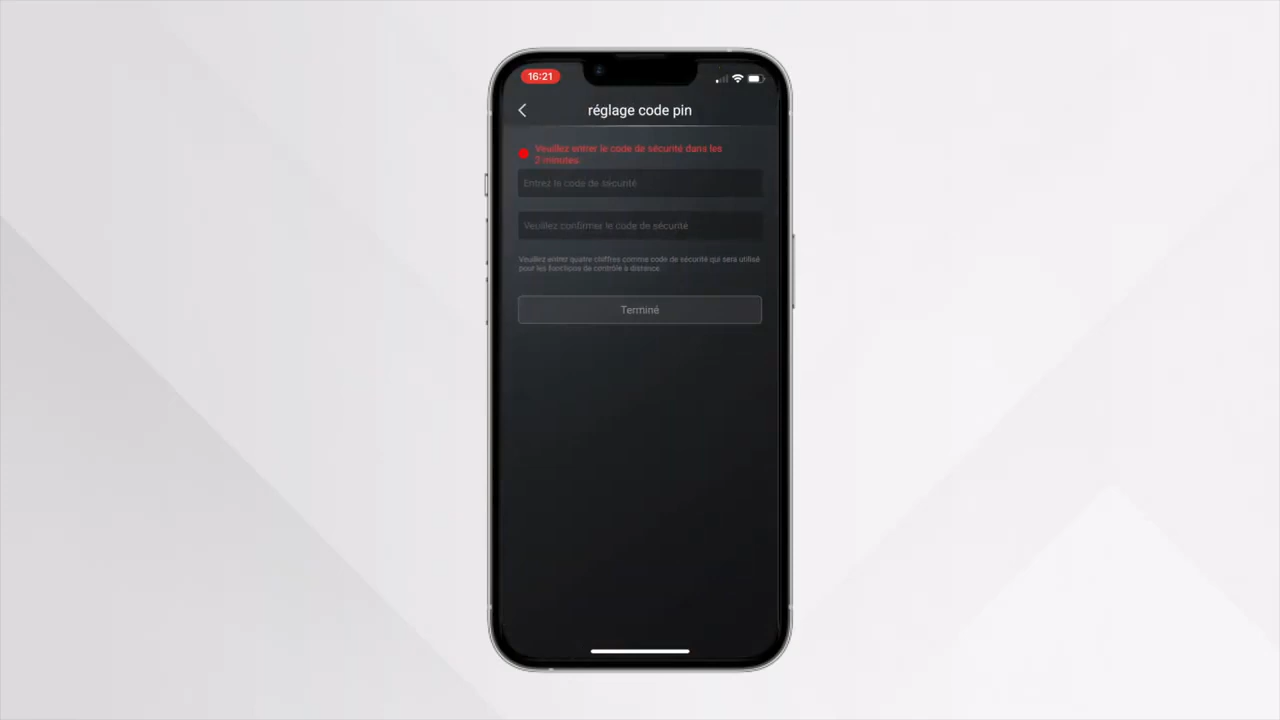 16:21
réglage code pin
Veuillez entrer le code de sécurité dans les
2 minutes.
Entrez le code de sécurité
Veuillez confirmer le code de sécurité
Veuillez entrer quatre chiffres comme code de sécurité qui sera utilisé
pour les fonctions de contrôle à distance.
Terminé